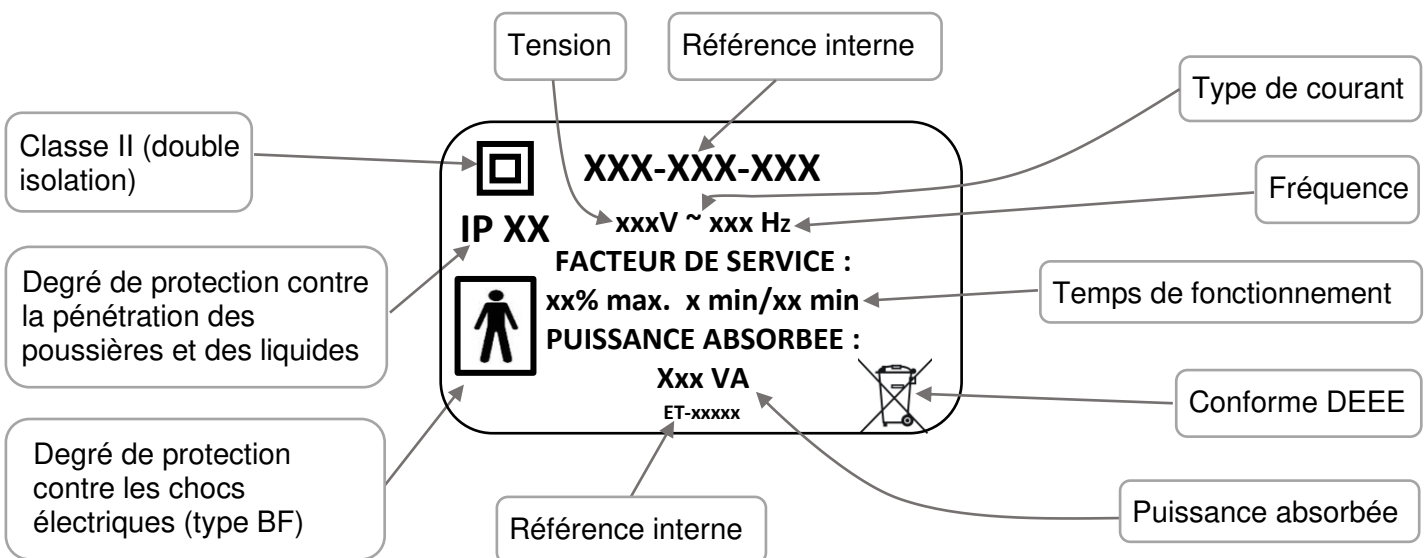 Tension
Référence interne
Type de courant
Classe II (double
isolation)
XXX-XXX-XXX
Fréquence
IP XX
xxxV ~ xxx Hz
FACTEUR DE SERVICE :
Degré de protection contre
la pénétration des
poussières et des liquides
xx% max. x min/xx min
Temps de fonctionnement
PUISSANCE ABSORBEE :
Xxx VA
ET-xxxxx
Conforme DEEE
Degré de protection
contre les chocs
électriques (type BF)
Référence interne
Puissance absorbée